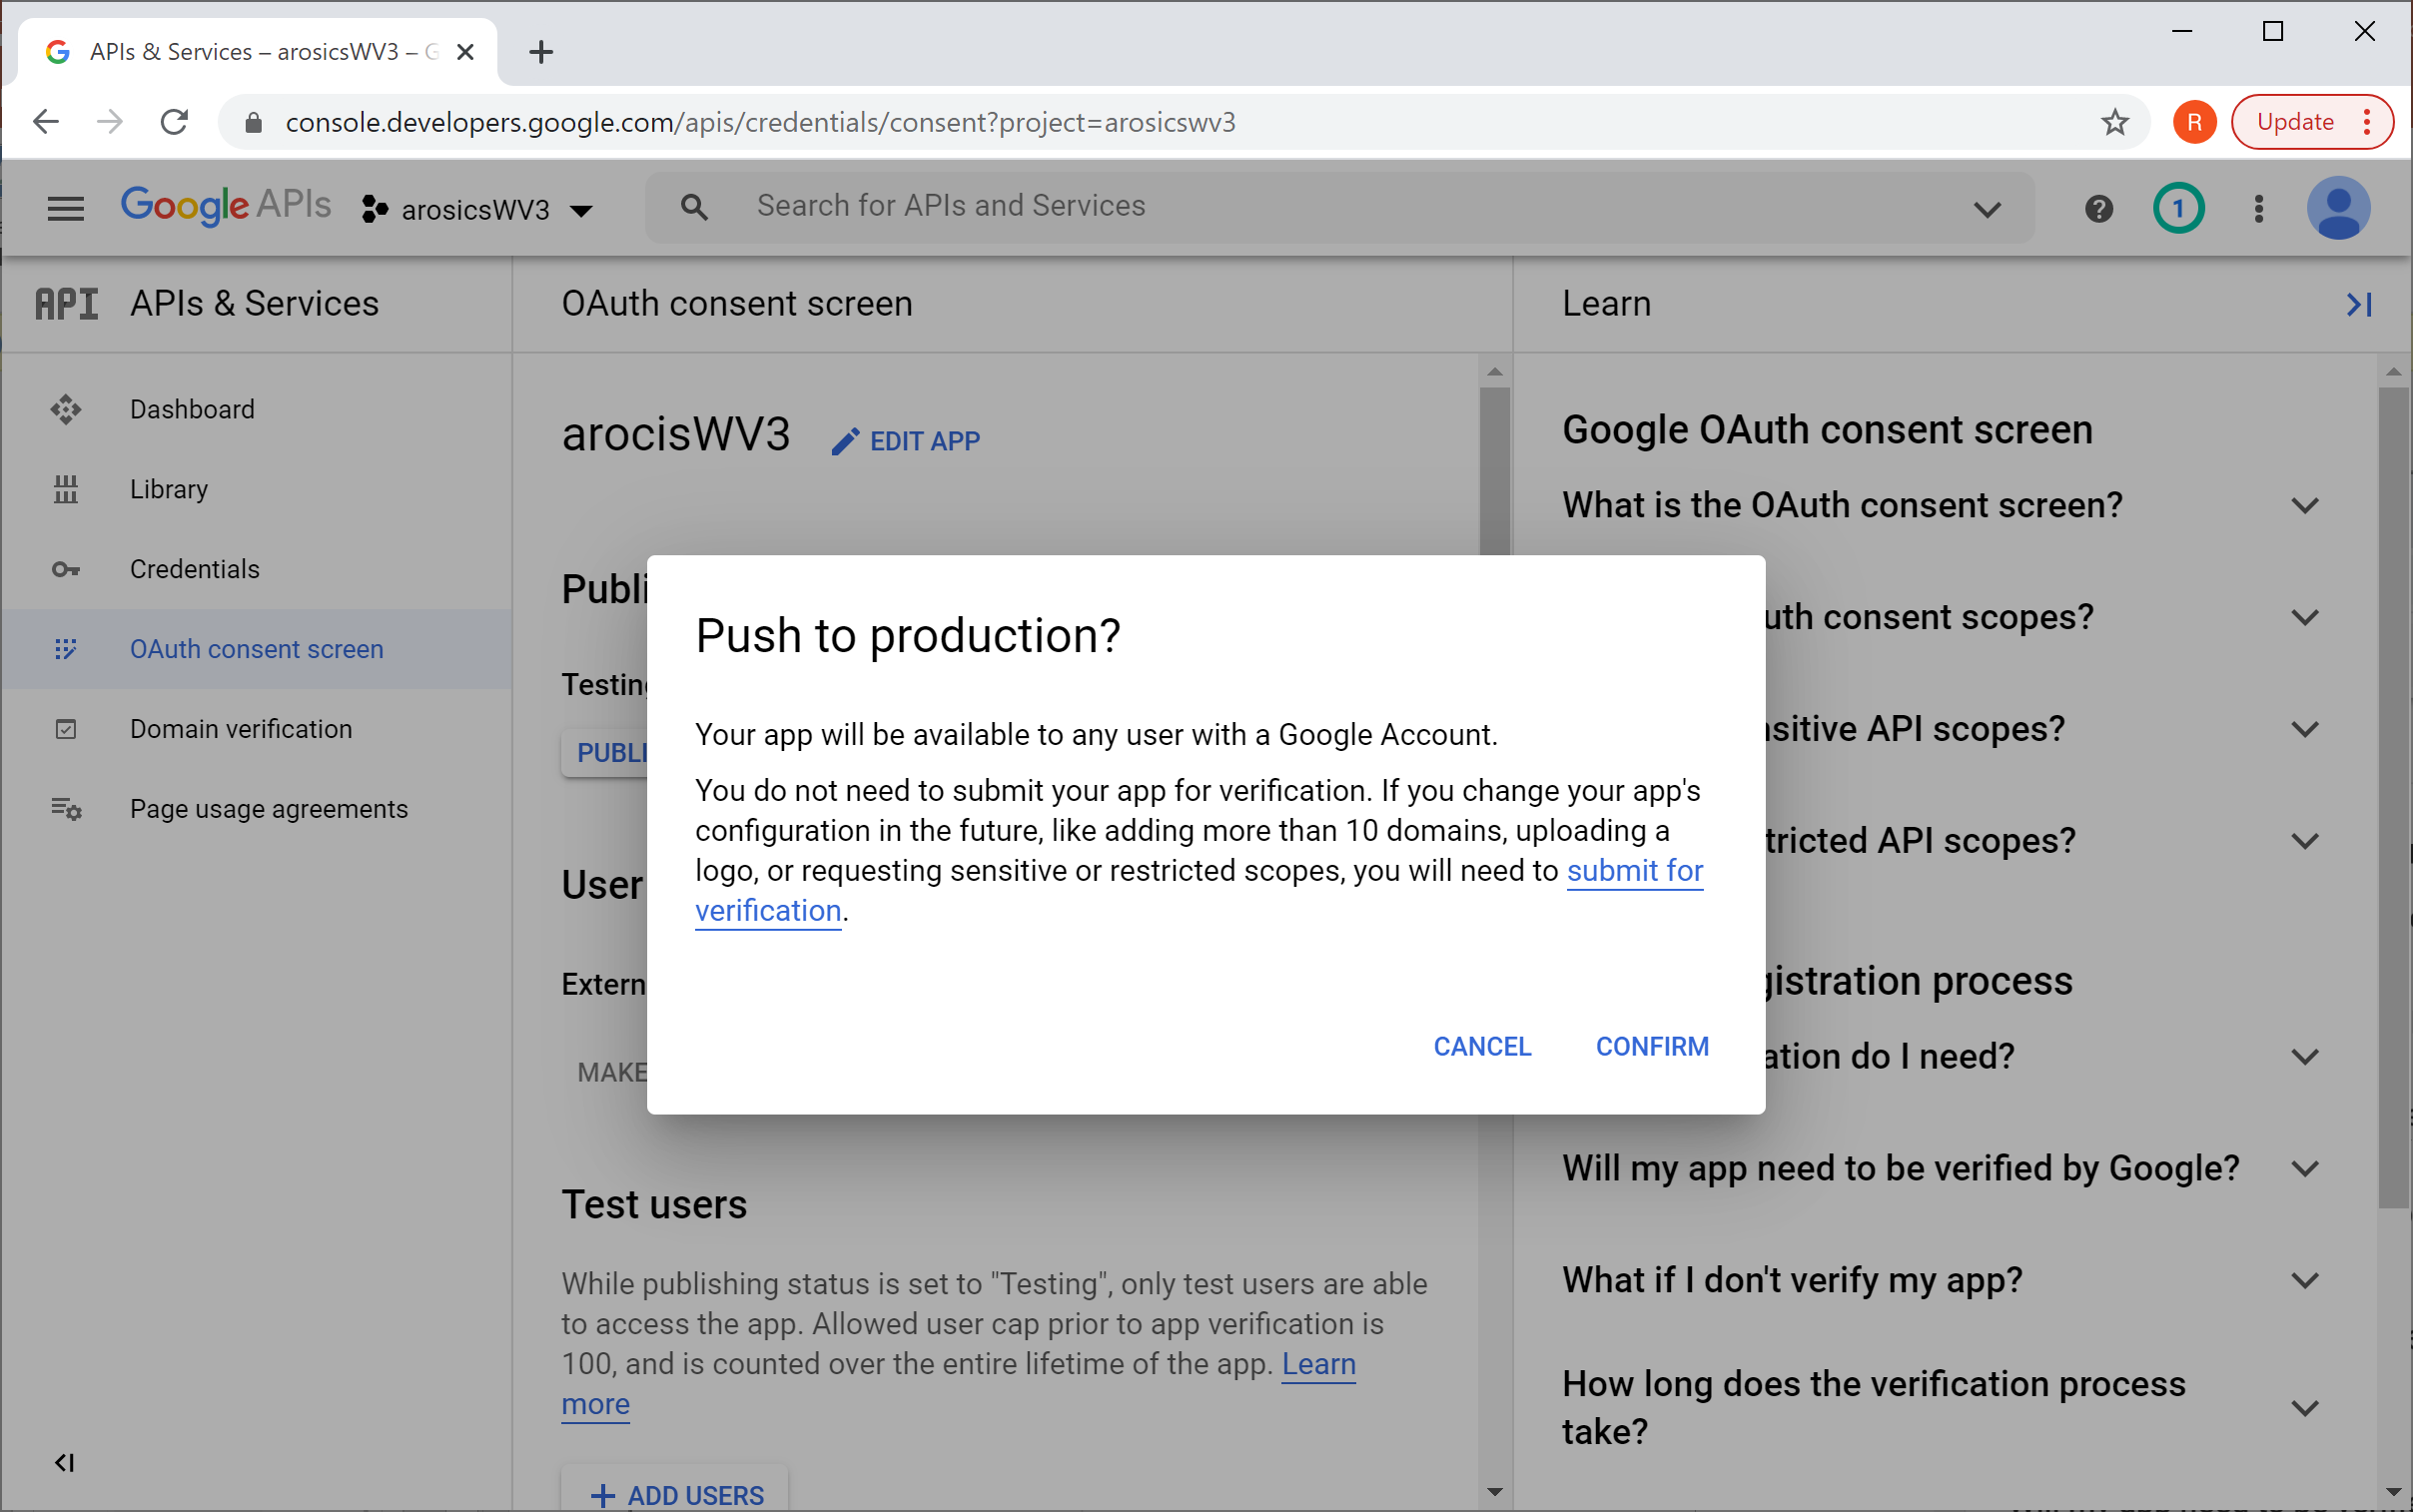 APIs & Services – arosicsWV3 – G
console.developers.google.com/apis/credentials/consent?project=arosicswv3
R
Update
Google APIs
arosicsWV3
Search for APIs and Services
1
API
APIs & Services
OAuth consent screen
Learn
Dashboard
Library
Credentials
OAuth consent screen
Domain verification
Page usage agreements
arocisWV3
EDIT APP
Publi
Testing
PUBLI
User
Extern
MAKE
Push to production?
Your app will be available to any user with a Google Account.
You do not need to submit your app for verification. If you change your app's
configuration in the future, like adding more than 10 domains, uploading a
logo, or requesting sensitive or restricted scopes, you will need to submit for
verification.
CANCEL
CONFIRM
Test users
While publishing status is set to "Testing", only test users are able
to access the app. Allowed user cap prior to app verification is
100, and is counted over the entire lifetime of the app. Learn
more
ADD USERS
Google OAuth consent screen
What is the OAuth consent screen?
uth consent scopes?
sitive API scopes?
tricted API scopes?
gistration process
ation do I need?
Will my app need to be verified by Google?
What if I don't verify my app?
How long does the verification process
take?